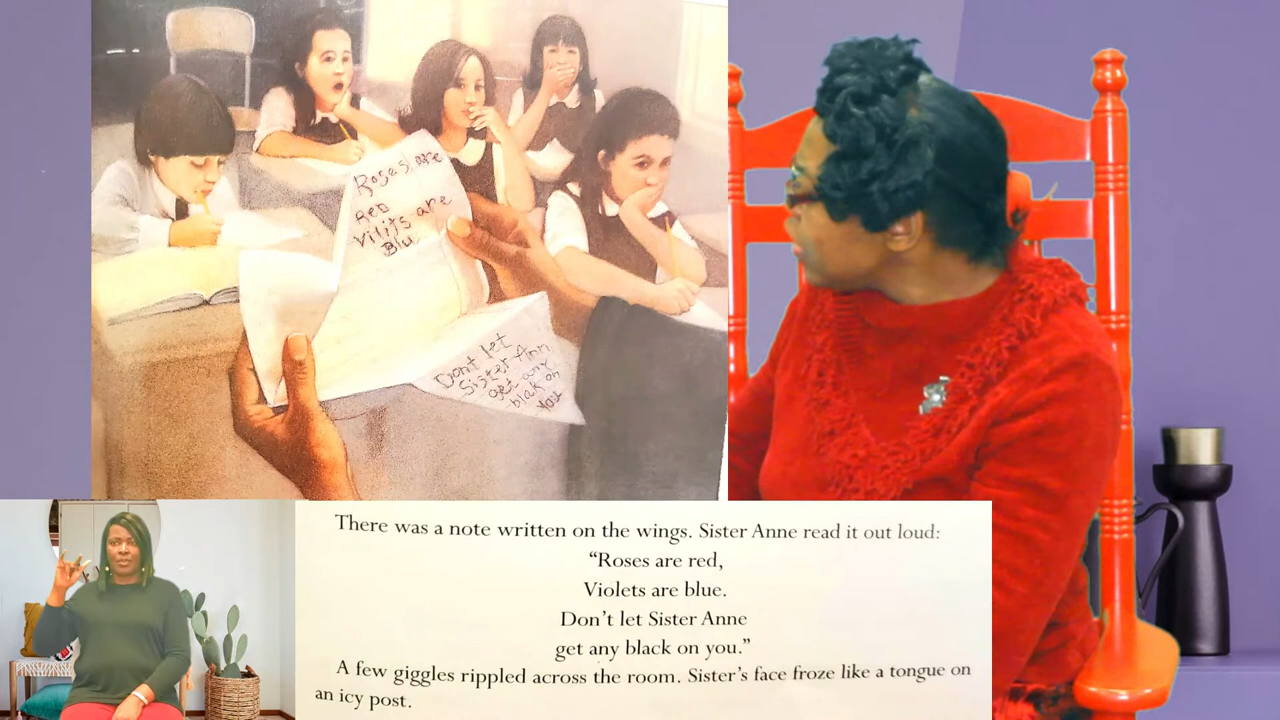 Roses, are
Red
Vilits are
Blu
Dont let
Sister Ann
get any
blak on
You
There was a note written on the wings. Sister Anne read it out loud:
“Roses are red,
Violets are blue.
Don’t let Sister Anne
get any black on you.”
A few giggles rippled across the room. Sister’s face froze like a tongue on
an icy post.